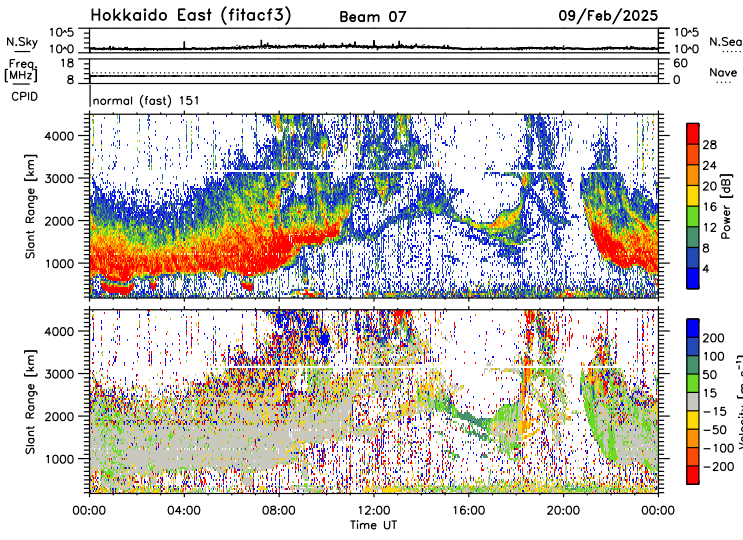 Hokkaido East (fitacf3) Beam 07 09/Feb/2025
N.Sky 10^5 10^0 10^5 10^0 N.Sea
Freq. [MHz] 18 8 60 0 Nave
CPID normal (fast) 151
Slant Range [km] 4000 3000 2000 1000
Power [dB] 28 24 20 16 12 8 4
Slant Range [km] 4000 3000 2000 1000
200 100 50 15 -15 -50 -100 -200
00:00 04:00 08:00 12:00 16:00 20:00 00:00
Time UT